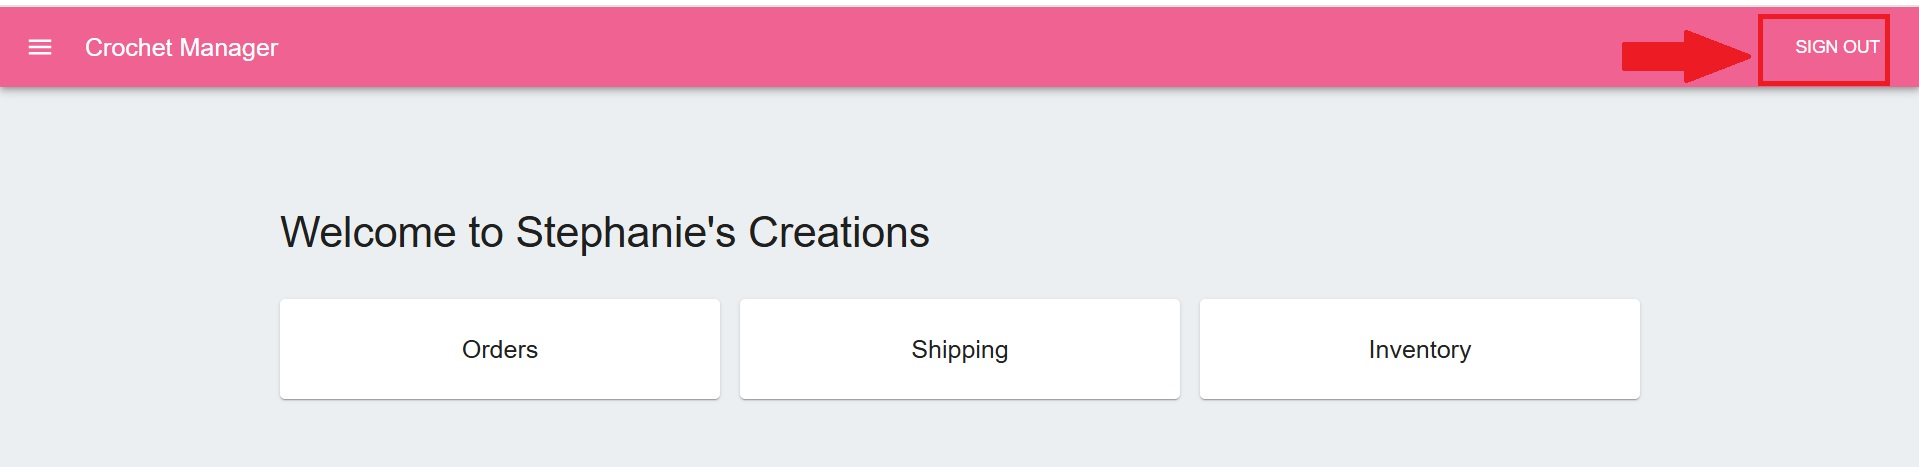 Crochet Manager
SIGN OUT
Welcome to Stephanie's Creations
Orders
Shipping
Inventory